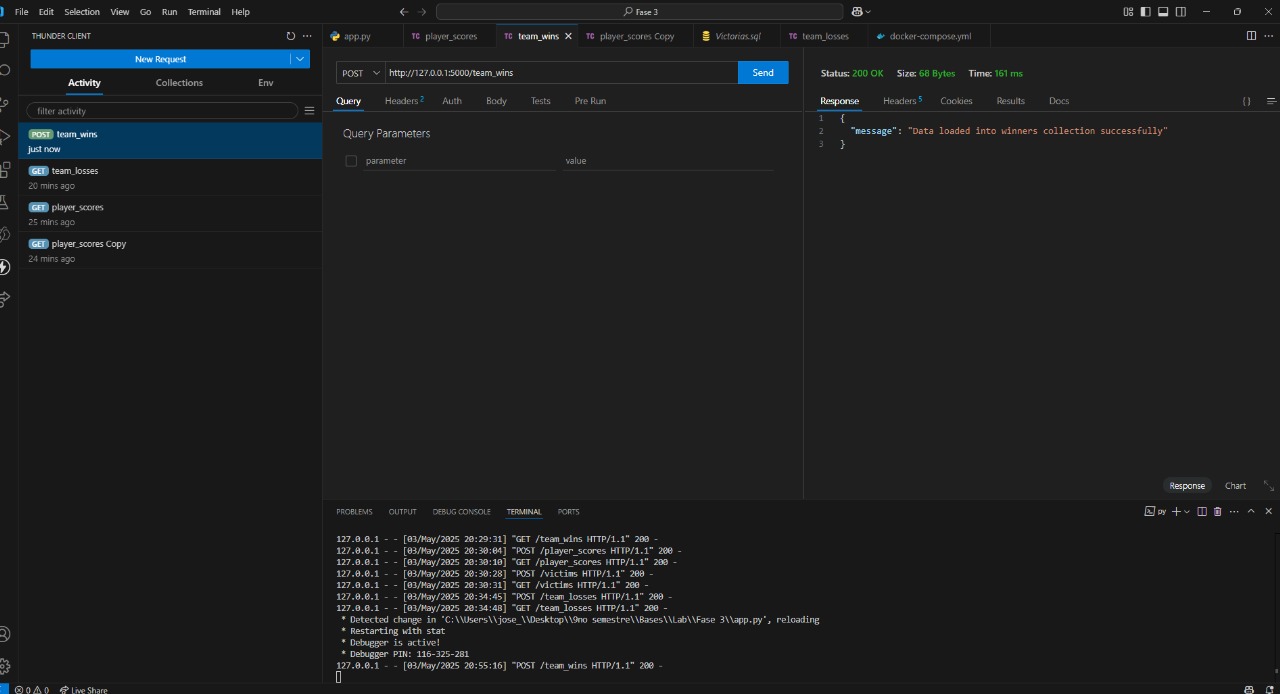 File Edit Selection View Go Run Terminal Help
Fase 3
THUNDER CLIENT
New Request
Activity Collections Env
filter activity
POST team_wins
just now
GET team_losses
20 mins ago
GET player_scores
25 mins ago
GET player_scores Copy
24 mins ago
app.py TC player_scores TC team_wins TC player_scores Copy Victorias.sql TC team_losses docker-compose.yml
POST http://127.0.0.1:5000/team_wins Send
Query Headers 2 Auth Body Tests Pre Run
Query Parameters
parameter value
Status: 200 OK Size: 68 Bytes Time: 161 ms
Response Headers 5 Cookies Results Docs { }
1 {
2 "message": "Data loaded into winners collection successfully"
3 }
Response Chart
PROBLEMS OUTPUT DEBUG CONSOLE TERMINAL PORTS
py
127.0.0.1 - - [03/May/2025 20:29:31] "GET /team_wins HTTP/1.1" 200 -
127.0.0.1 - - [03/May/2025 20:30:04] "POST /player_scores HTTP/1.1" 200 -
127.0.0.1 - - [03/May/2025 20:30:10] "GET /player_scores HTTP/1.1" 200 -
127.0.0.1 - - [03/May/2025 20:30:28] "POST /victims HTTP/1.1" 200 -
127.0.0.1 - - [03/May/2025 20:30:31] "GET /victims HTTP/1.1" 200 -
127.0.0.1 - - [03/May/2025 20:34:45] "POST /team_losses HTTP/1.1" 200 -
127.0.0.1 - - [03/May/2025 20:34:48] "GET /team_losses HTTP/1.1" 200 -
* Detected change in 'C:\\Users\\jose_\\Desktop\\9no semestre\\Bases\\Lab\\Fase 3\\app.py', reloading
* Restarting with stat
* Debugger is active!
* Debugger PIN: 116-325-281
127.0.0.1 - - [03/May/2025 20:55:16] "POST /team_wins HTTP/1.1" 200 -
0 0 Live Share